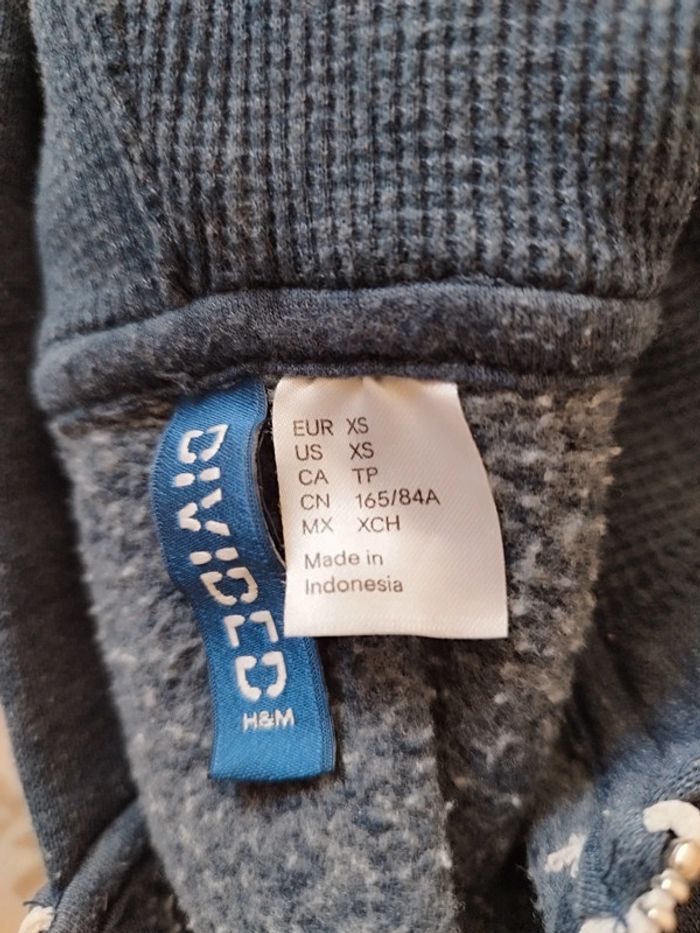 DIVIDED
H&M
EUR XS
US XS
CA TP
CN 165/84A
MX XCH
Made in
Indonesia